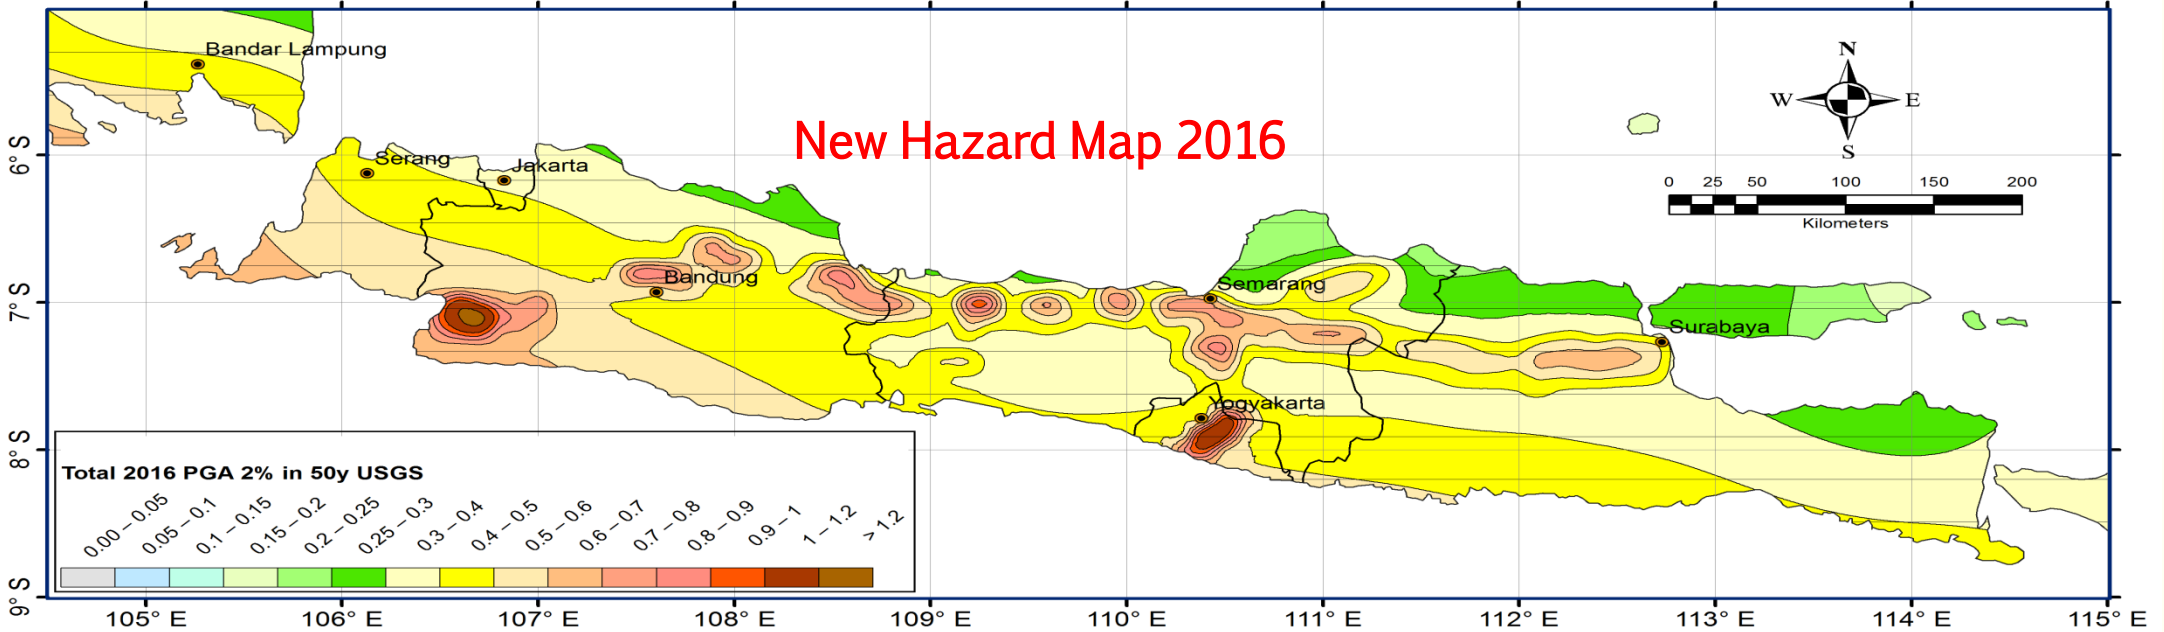 Bandar Lampung
N
W E
S
New Hazard Map 2016
Serang
Jakarta
0 25 50 100 150 200
Kilometers
Bandung
Semarang
Surabaya
Yogyakarta
6°S
7°S
8°S
9°S
Total 2016 PGA 2% in 50y USGS
0.00 – 0.05
0.05 – 0.1
0.1 – 0.15
0.15 – 0.2
0.2 – 0.25
0.25 – 0.3
0.3 – 0.4
0.4 – 0.5
0.5 – 0.6
0.6 – 0.7
0.7 – 0.8
0.8 – 0.9
0.9 – 1
1 – 1.2
> 1.2
105° E 106° E 107° E 108° E 109° E 110° E 111° E 112° E 113° E 114° E 115° E